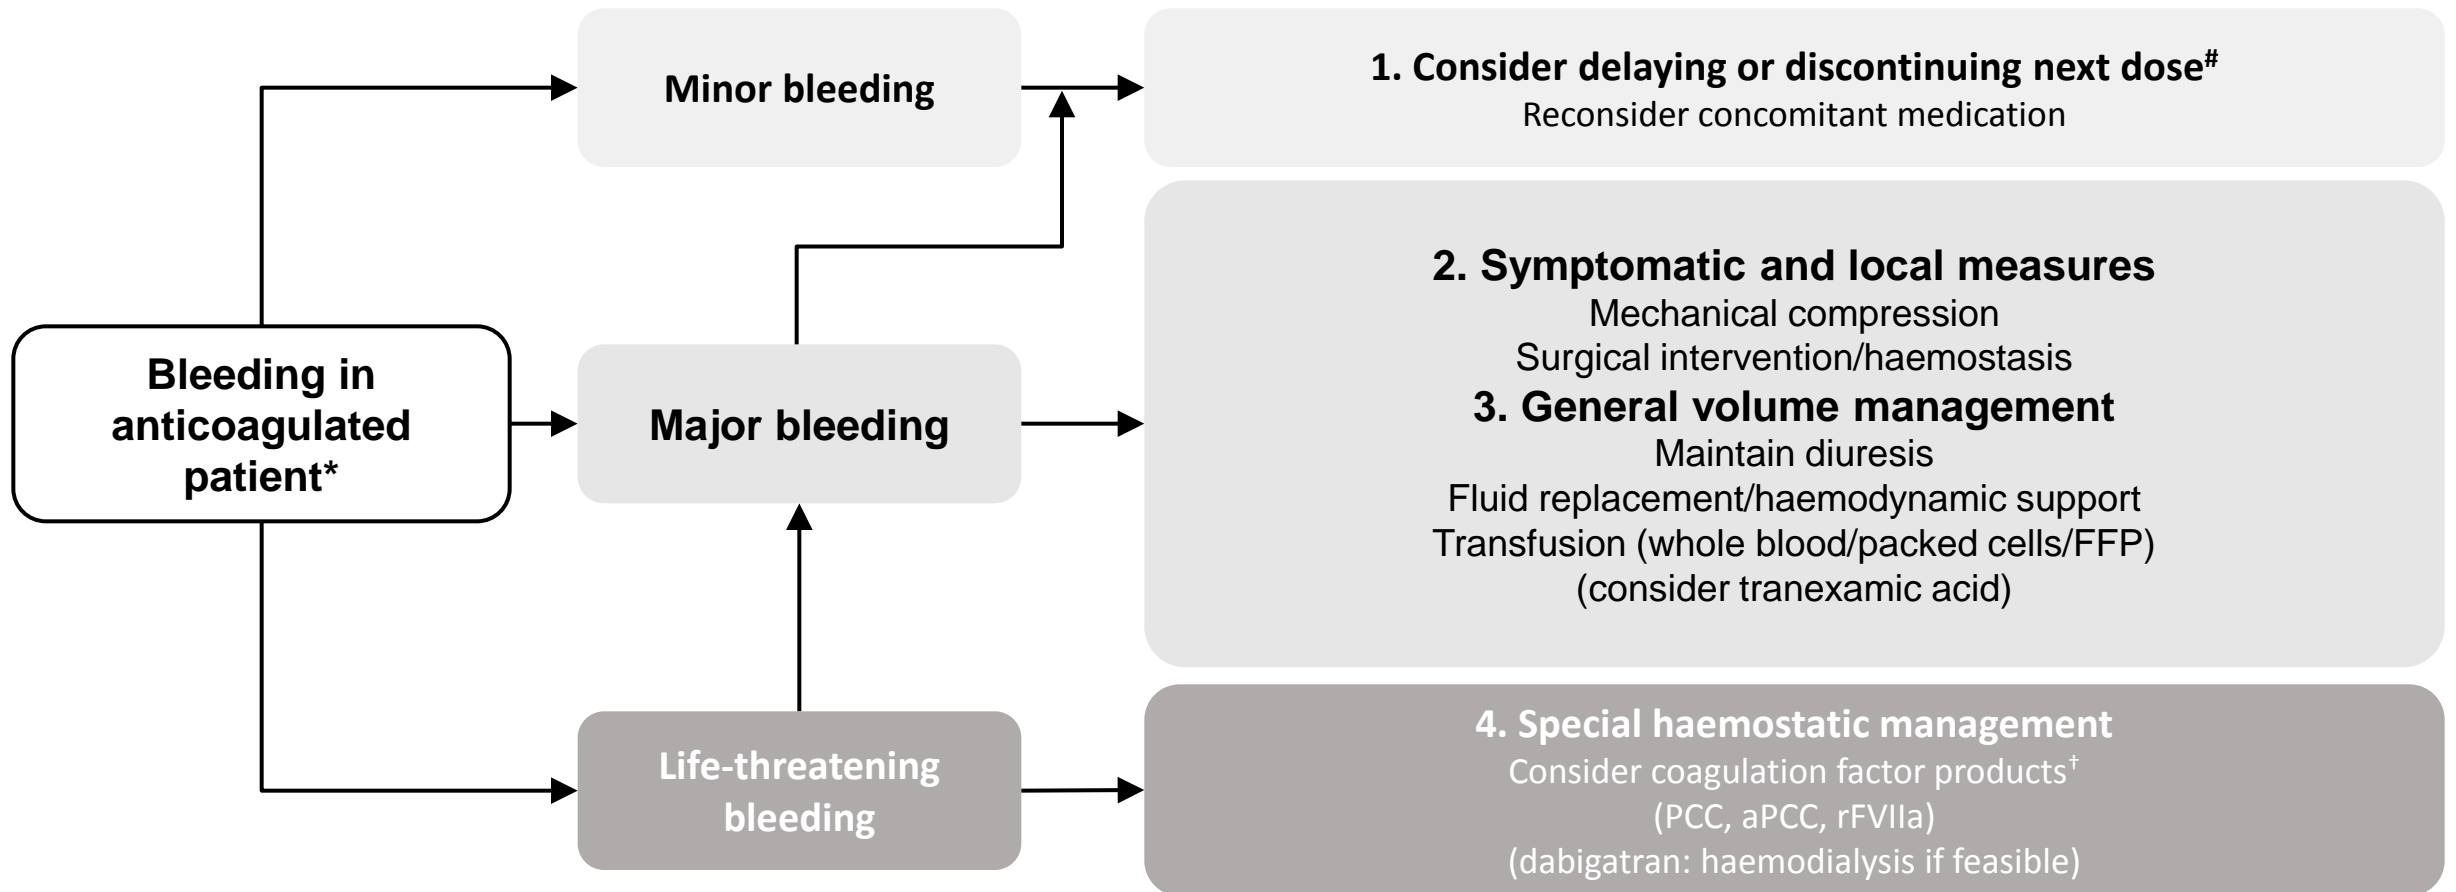 Minor bleeding
1. Consider delaying or discontinuing next dose#
Reconsider concomitant medication
Bleeding in
anticoagulated
patient*
Major bleeding
2. Symptomatic and local measures
Mechanical compression
Surgical intervention/haemostasis
3. General volume management
Maintain diuresis
Fluid replacement/haemodynamic support
Transfusion (whole blood/packed cells/FFP)
(consider tranexamic acid)
Life-threatening
bleeding
4. Special haemostatic management
Consider coagulation factor products†
(PCC, aPCC, rFVIIa)
(dabigatran: haemodialysis if feasible)